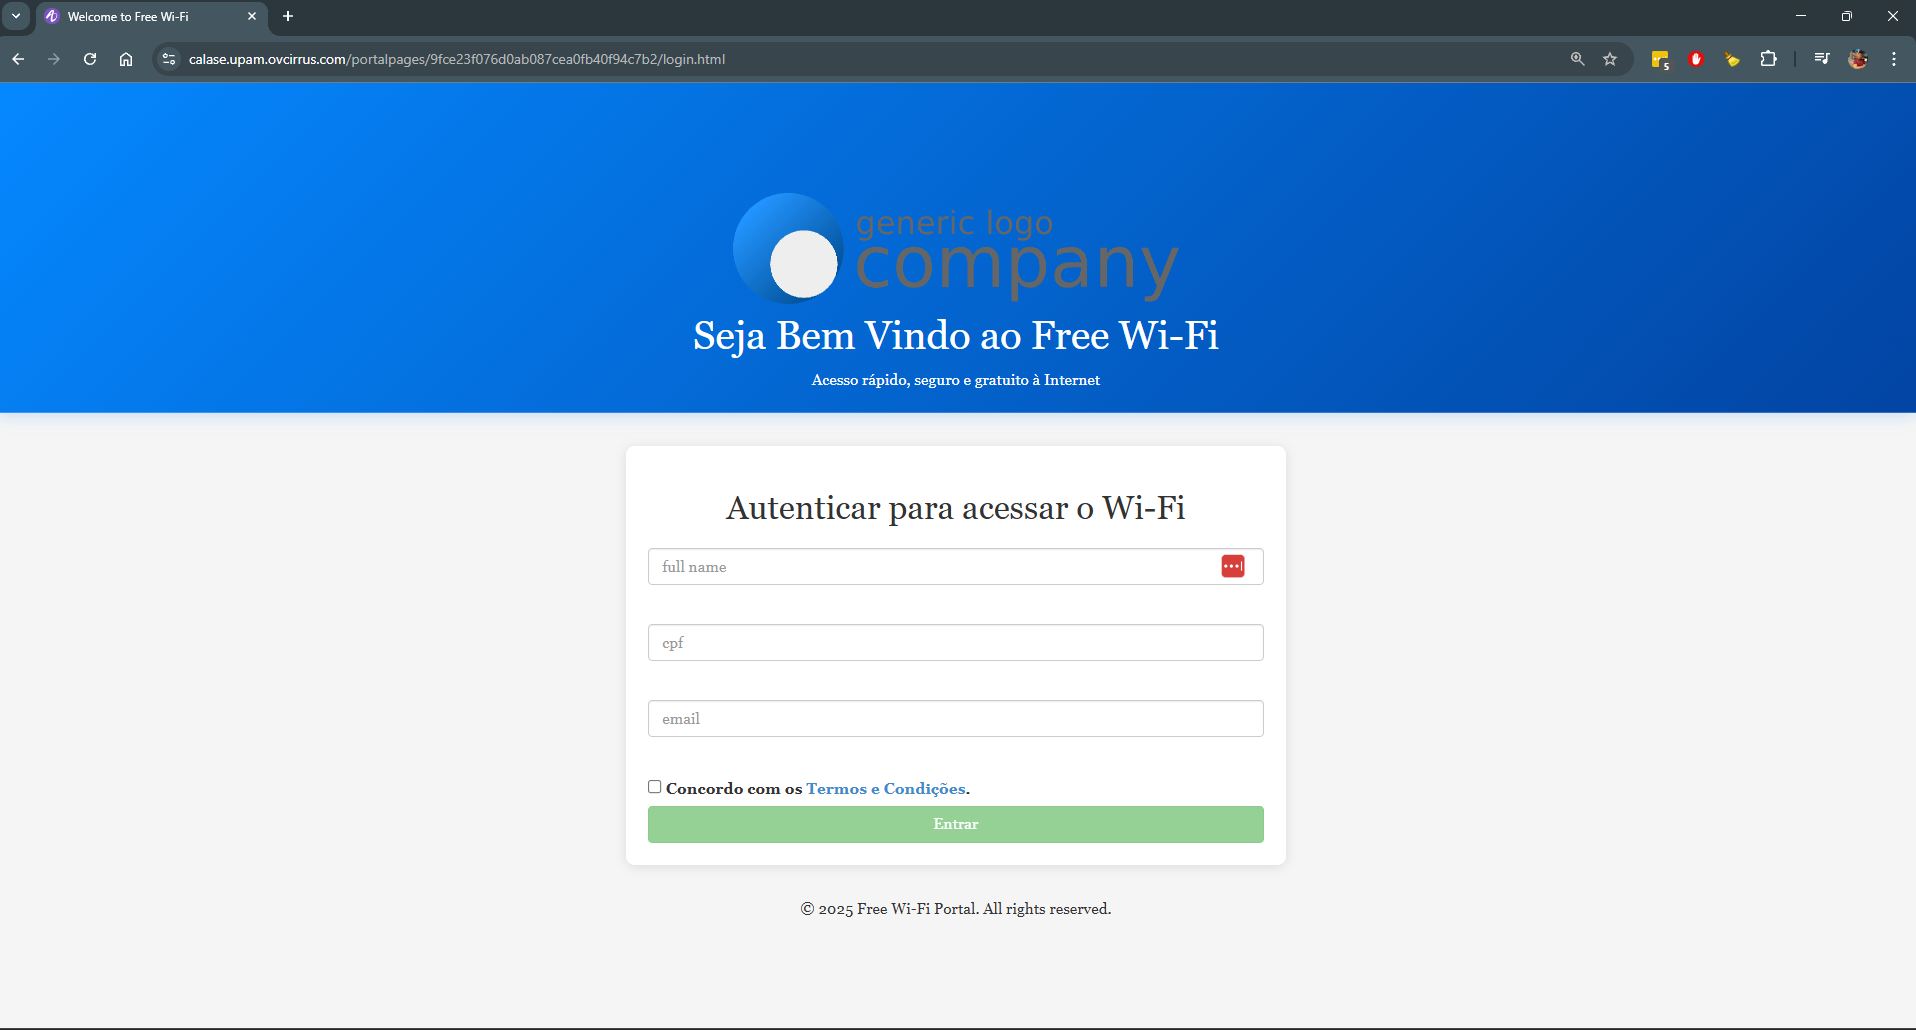 Welcome to Free Wi-Fi
calase.upam.ovcirrus.com/portalpages/9fce23f076d0ab087cea0fb40f94c7b2/login.html
5
generic logo
company
Seja Bem Vindo ao Free Wi-Fi
Acesso rápido, seguro e gratuito à Internet
Autenticar para acessar o Wi-Fi
full name
cpf
email
Concordo com os Termos e Condições.
Entrar
© 2025 Free Wi-Fi Portal. All rights reserved.